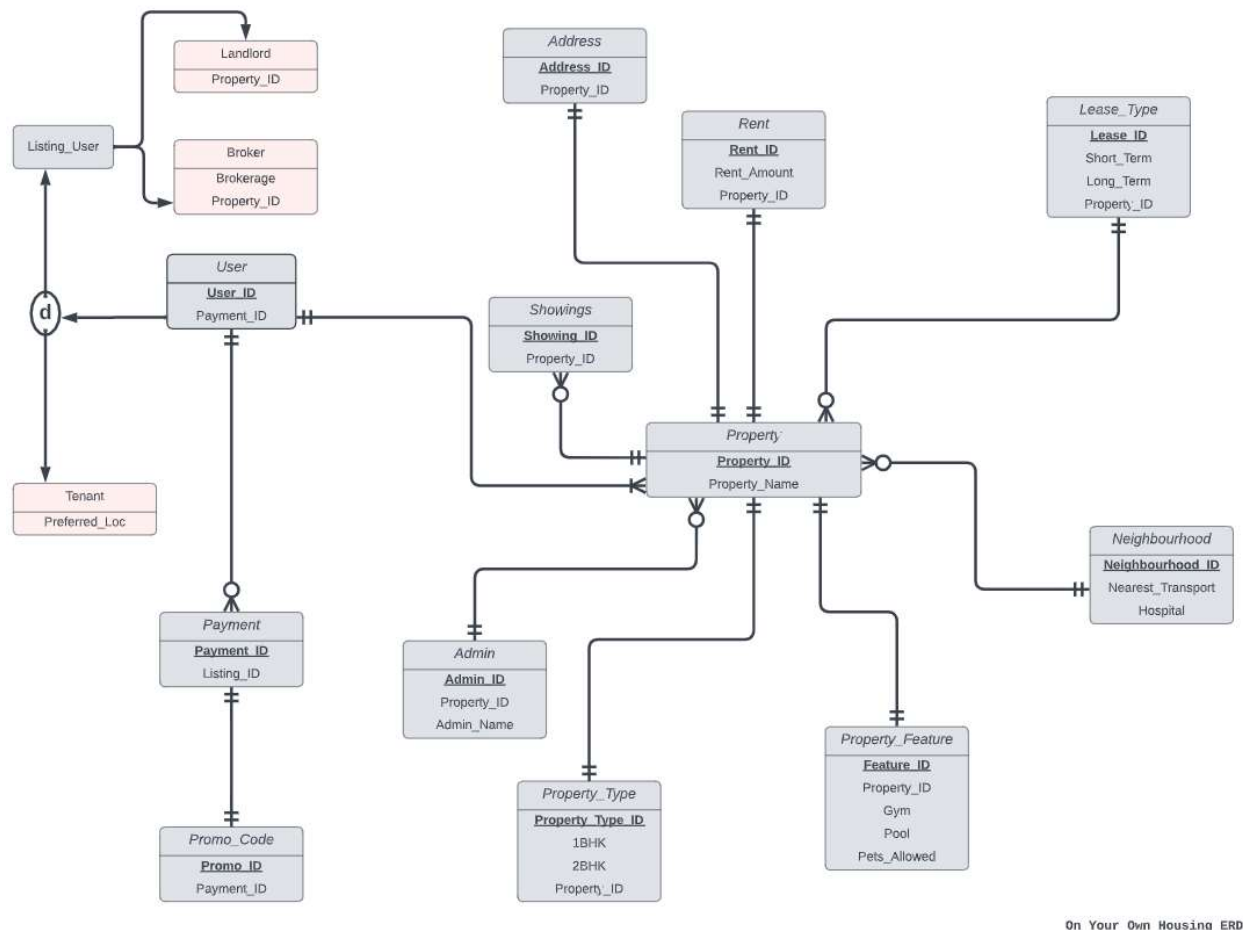 Landlord
Property_ID
Listing_User
Broker
Brokerage
Property_ID
User
User_ID
Payment_ID
d
Tenant
Preferred_Loc
Payment
Payment_ID
Listing_ID
Promo_Code
Promo_ID
Payment_ID
Address
Address_ID
Property_ID
Rent
Rent_ID
Rent_Amount
Property_ID
Lease_Type
Lease_ID
Short_Term
Long_Term
Property_ID
Showings
Showing_ID
Property_ID
Property
Property_ID
Property_Name
Neighbourhood
Neighbourhood_ID
Nearest_Transport
Hospital
Admin
Admin_ID
Property_ID
Admin_Name
Property_Type
Property_Type_ID
1BHK
2BHK
Property_ID
Property_Feature
Feature_ID
Property_ID
Gym
Pool
Pets_Allowed
On Your Own Housing ERD